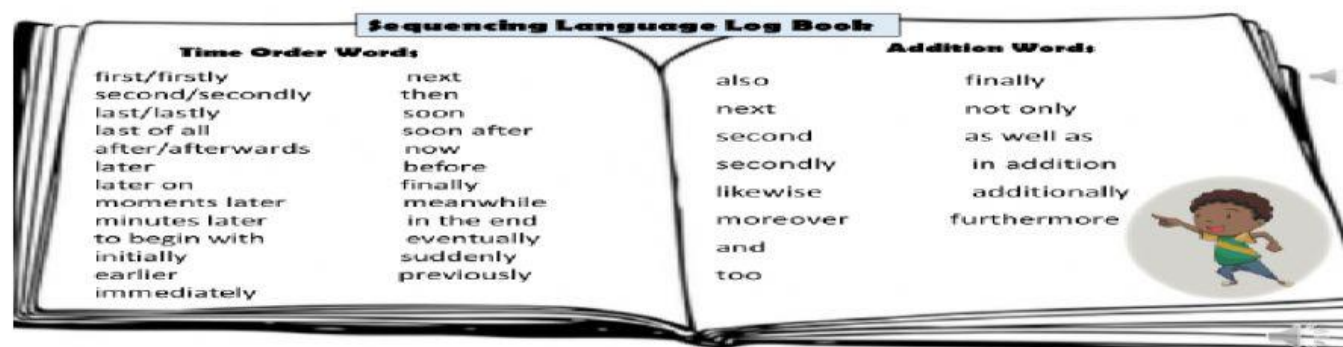 Sequencing Language Log Book
Time Order Words
first/firstly
second/secondly
last/lastly
last of all
after/afterwards
later
later on
moments later
minutes later
to begin with
initially
earlier
immediately
next
then
soon
soon after
now
before
finally
meanwhile
in the end
eventually
suddenly
previously
Addition Words
also
next
second
secondly
likewise
moreover
and
too
finally
not only
as well as
in addition
additionally
furthermore